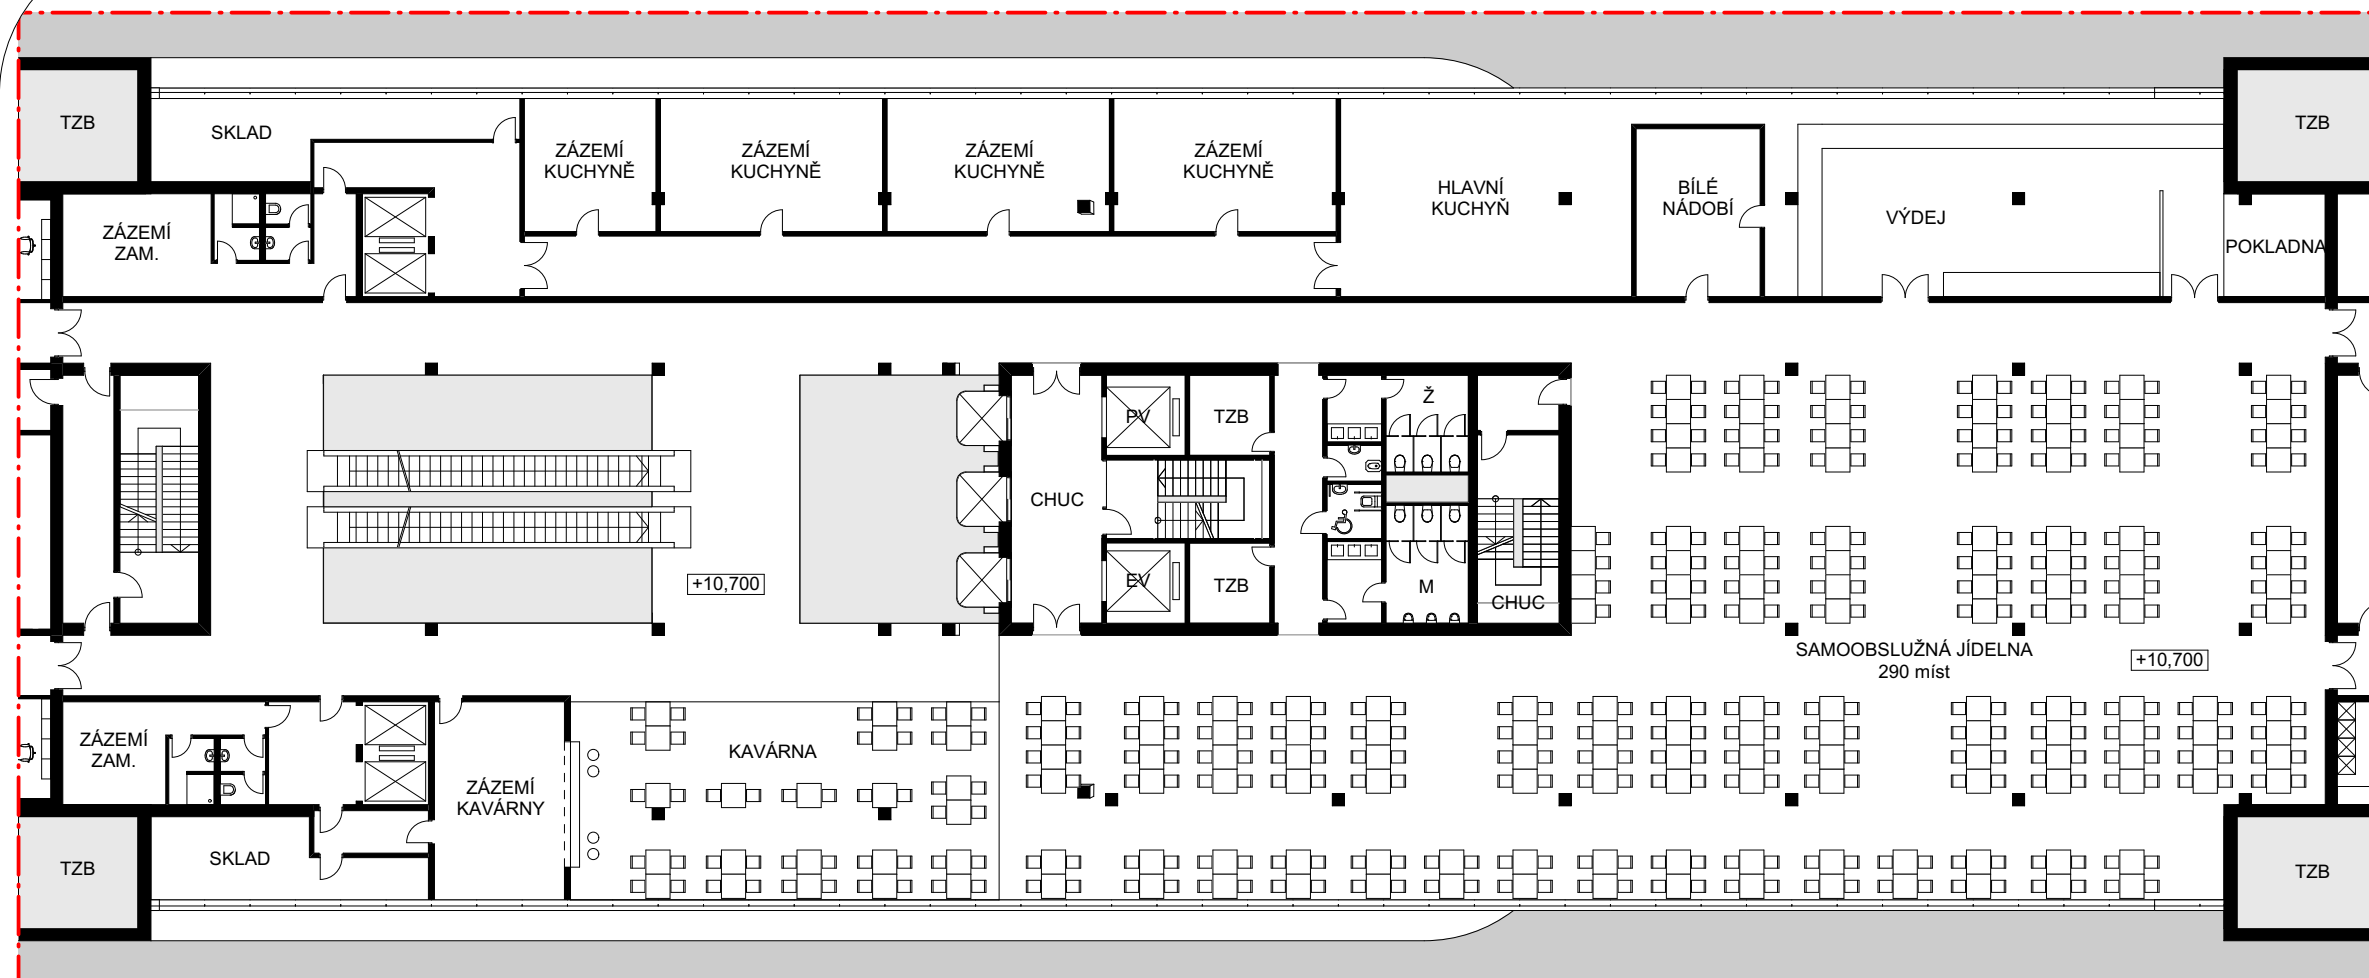 TZB
SKLAD
ZÁZEMÍ
KUCHYNĚ
ZÁZEMÍ
KUCHYNĚ
ZÁZEMÍ
KUCHYNĚ
ZÁZEMÍ
KUCHYNĚ
HLAVNÍ
KUCHYŇ
BÍLÉ
NÁDOBÍ
VÝDEJ
POKLADNA
TZB
ZÁZEMÍ
ZAM.
CHUC
PV
TZB
Ž
EV
TZB
M
CHUC
+10,700
SAMOOBSLUŽNÁ JÍDELNA
290 míst
+10,700
ZÁZEMÍ
ZAM.
ZÁZEMÍ
KAVÁRNY
KAVÁRNA
TZB
SKLAD
TZB